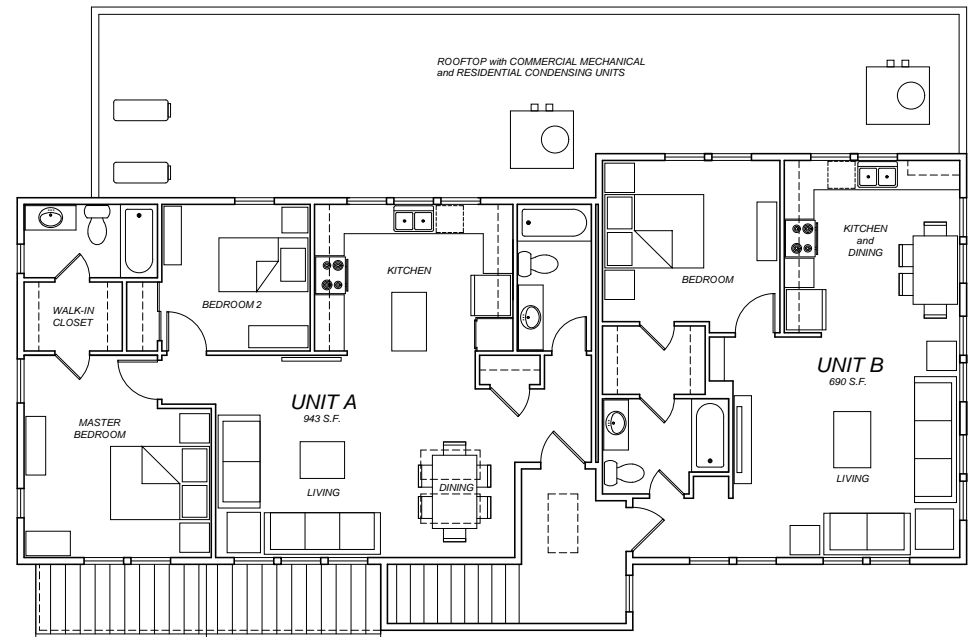 ROOFTOP with COMMERCIAL MECHANICAL
and RESIDENTIAL CONDENSING UNITS
KITCHEN
and
DINING
KITCHEN
BEDROOM
BEDROOM 2
WALK-IN
CLOSET
UNIT B
690 S.F.
UNIT A
943 S.F.
MASTER
BEDROOM
LIVING
DINING
LIVING